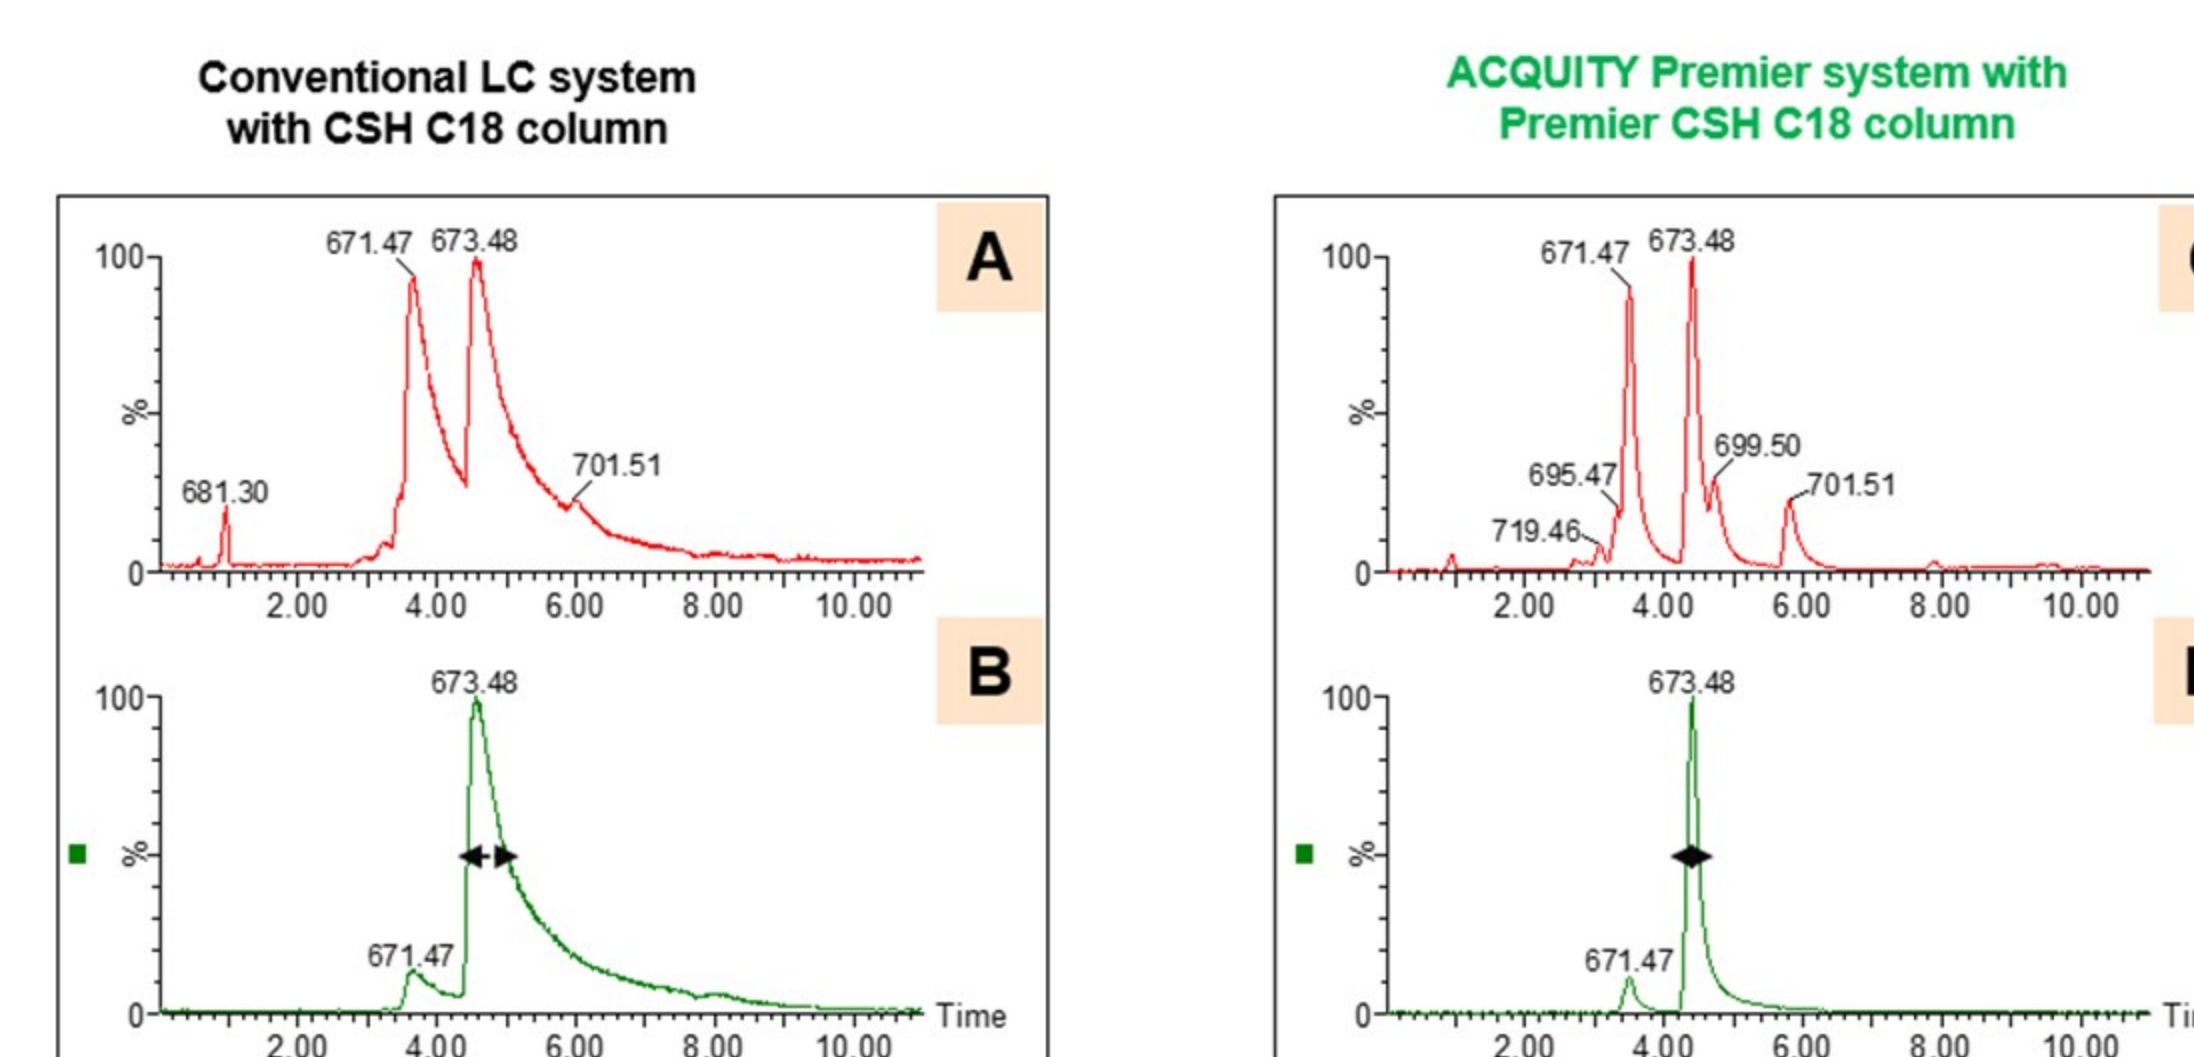 Conventional LC system
with CSH C18 column
ACQUITY Premier system with
Premier CSH C18 column
A
671.47 673.48
100
%
701.51
681.30
0
2.00 4.00 6.00 8.00 10.00
B
673.48
100
%
671.47
0
Time
2.00 4.00 6.00 8.00 10.00
671.47 673.48
100
%
699.50
695.47
701.51
719.46
0
2.00 4.00 6.00 8.00 10.00
673.48
100
%
671.47
0
2.00 4.00 6.00 8.00 10.00